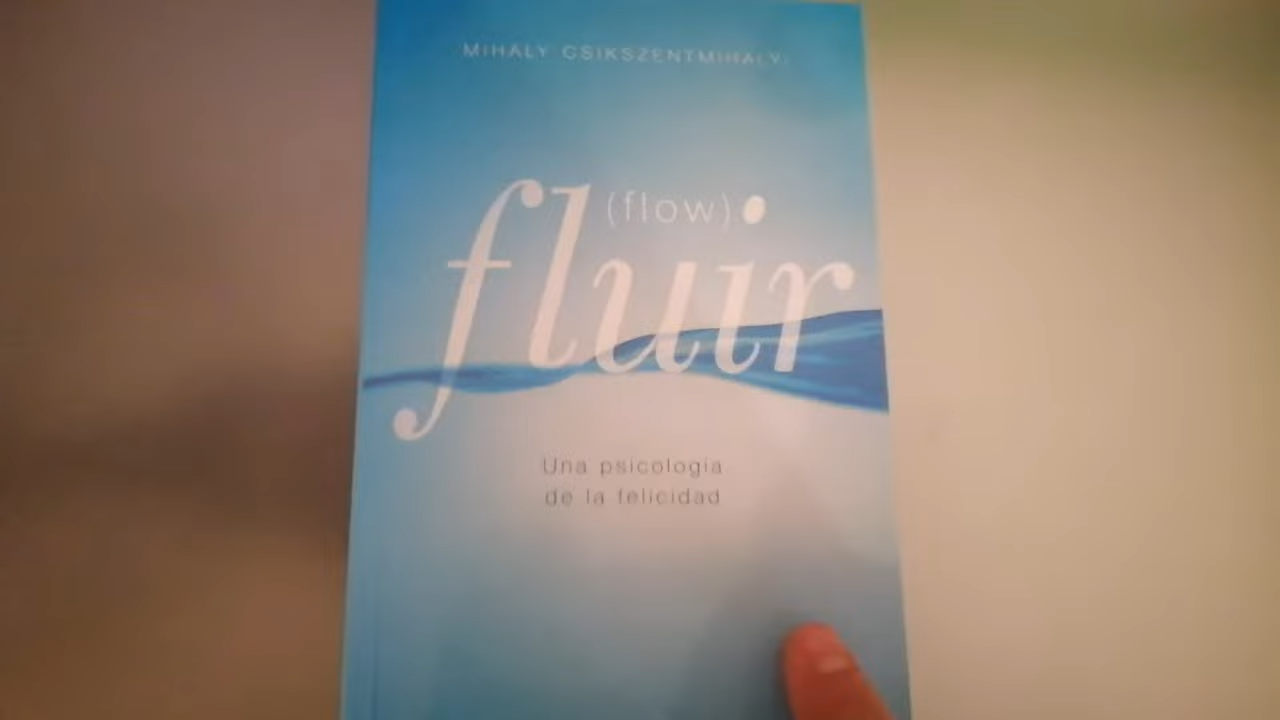 MIHALY CSIKSZENTMIHALYI
(flow)
fluir
Una psicología
de la felicidad